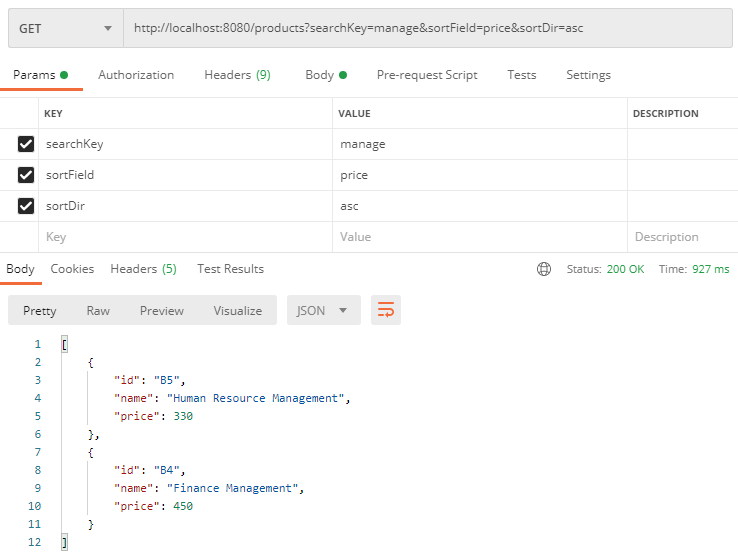 GET http://localhost:8080/products?searchKey=manage&sortField=price&sortDir=asc
Params Authorization Headers (9) Body Pre-request Script Tests Settings
KEY VALUE DESCRIPTION
searchKey manage
sortField price
sortDir asc
Key Value Description
Body Cookies Headers (5) Test Results Status: 200 OK Time: 927 ms
Pretty Raw Preview Visualize JSON
1 [
2 {
3 "id": "B5",
4 "name": "Human Resource Management",
5 "price": 330
6 },
7 {
8 "id": "B4",
9 "name": "Finance Management",
10 "price": 450
11 }
12 ]